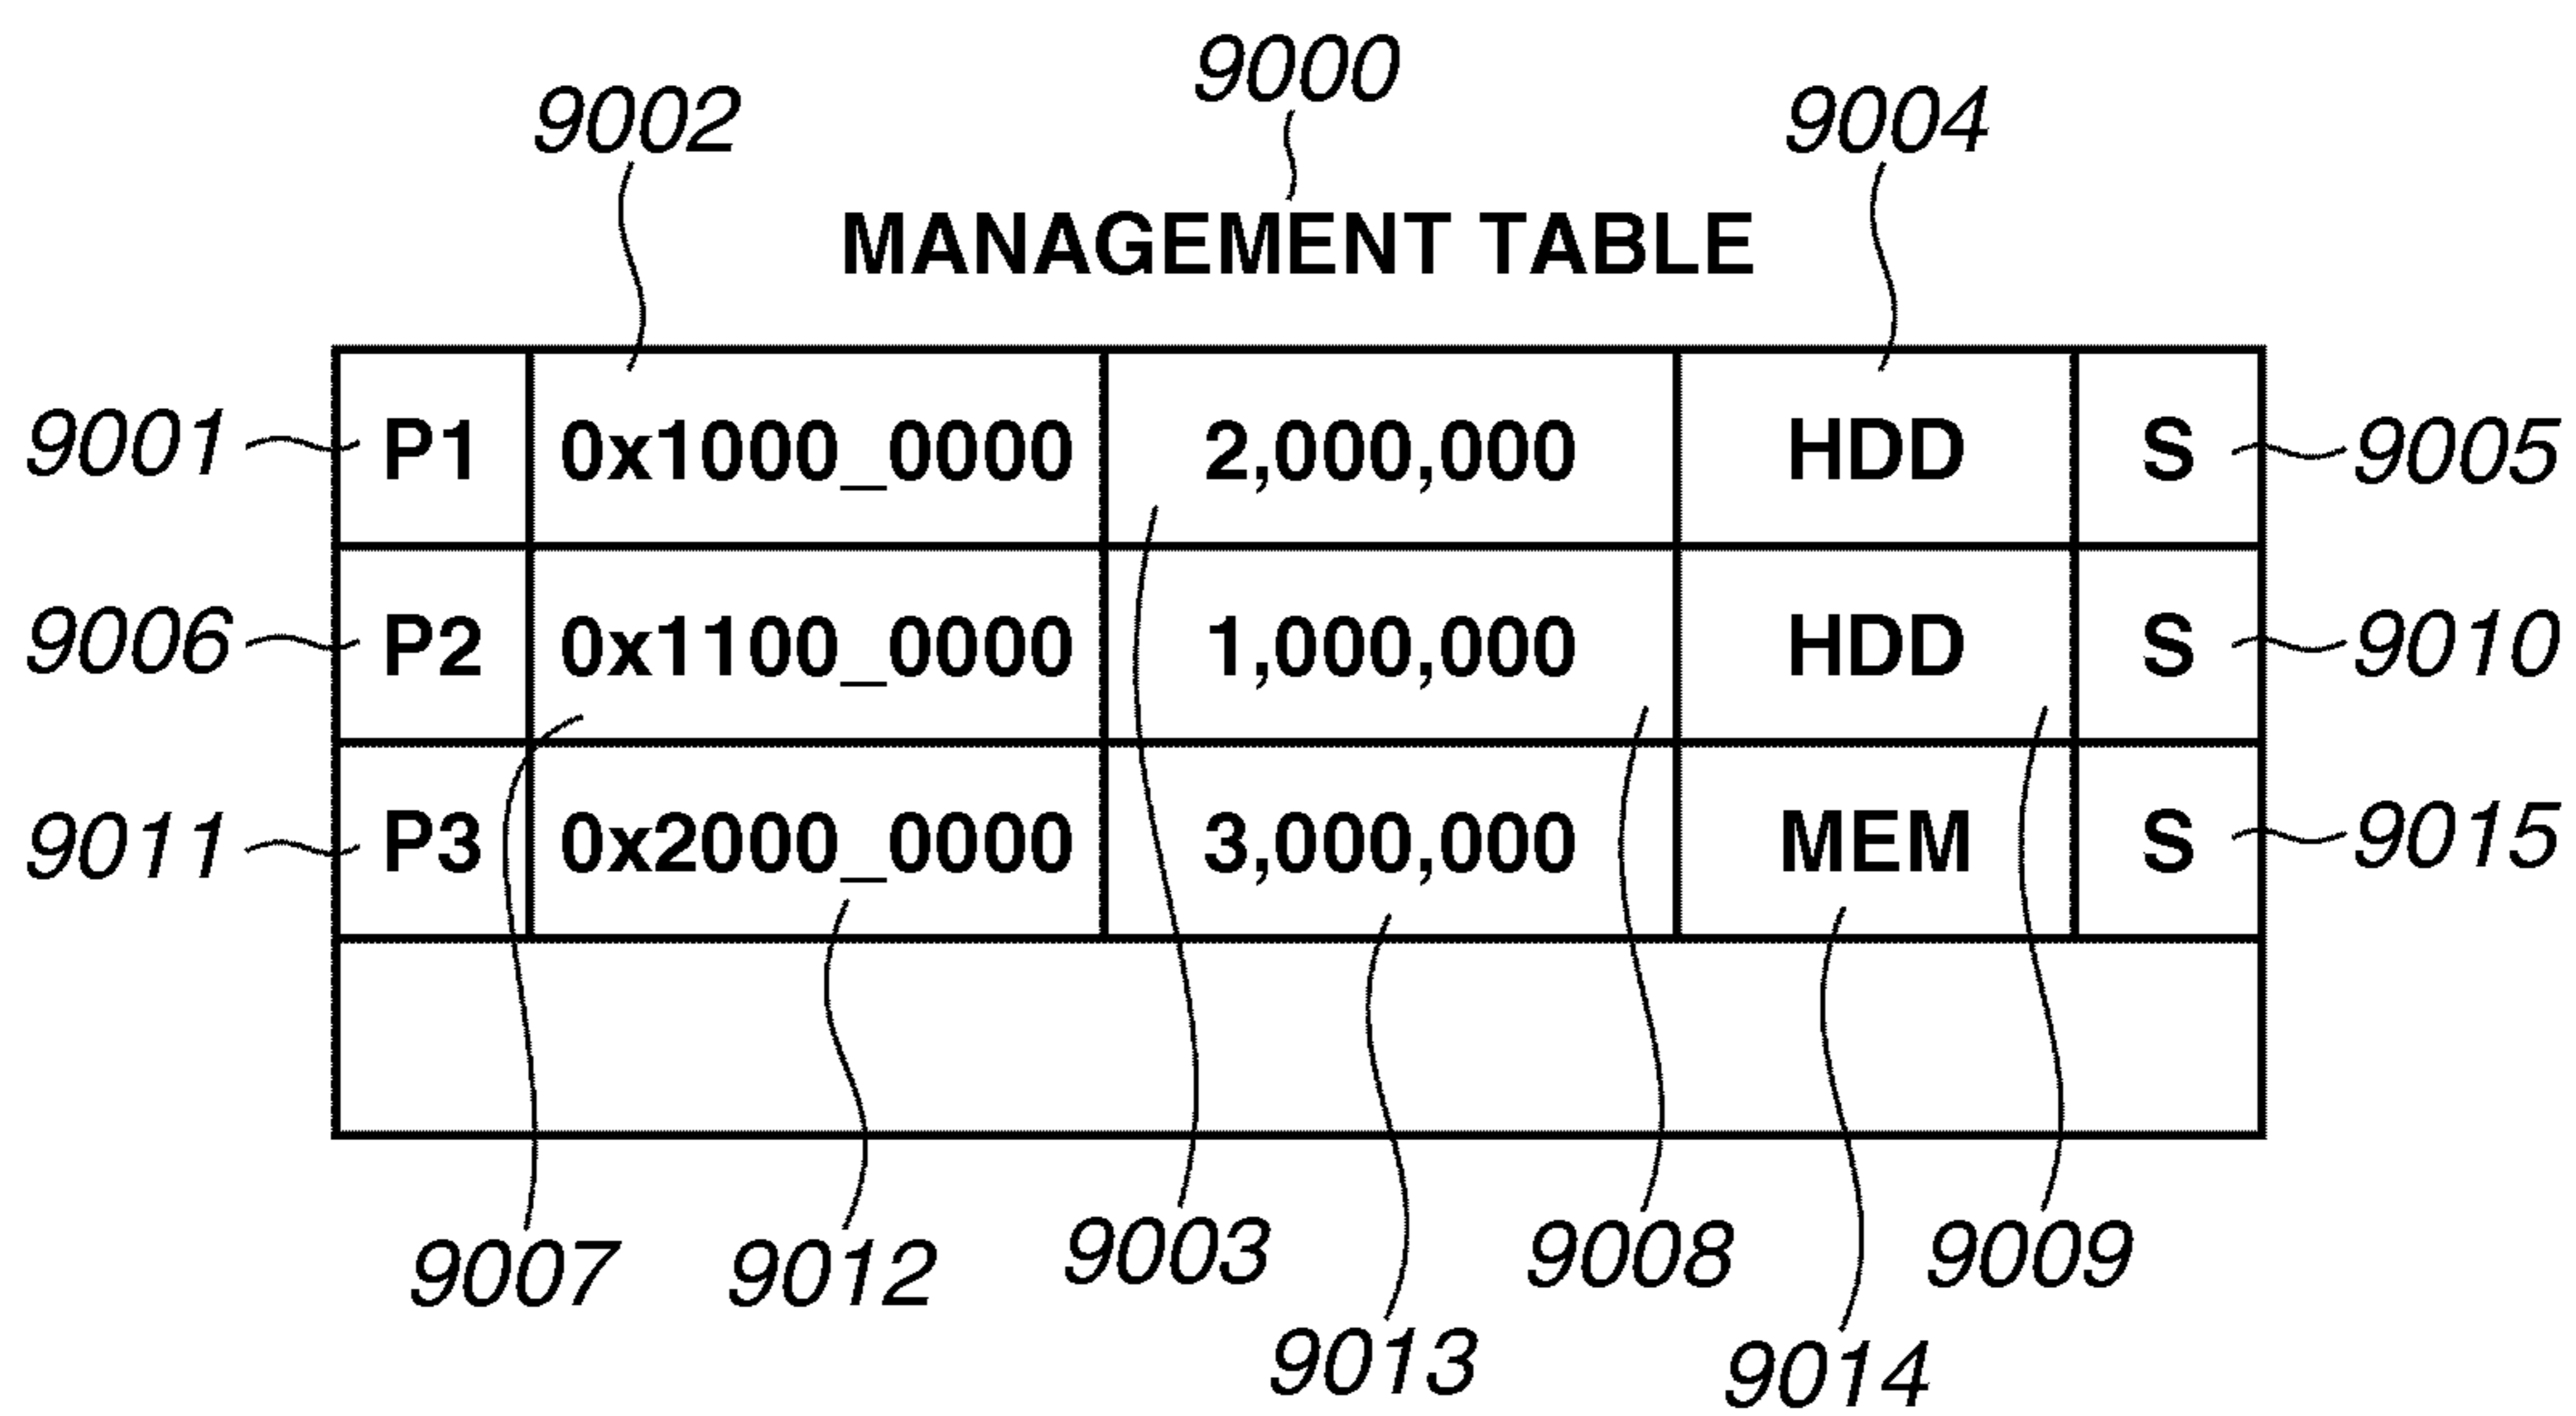 9000
9002 9004
MANAGEMENT TABLE
9001 P1 0x1000_0000 2,000,000 HDD S 9005
9006 P2 0x1100_0000 1,000,000 HDD S 9010
9011 P3 0x2000_0000 3,000,000 MEM S 9015
9007 9012 9003 9008 9009
9013 9014